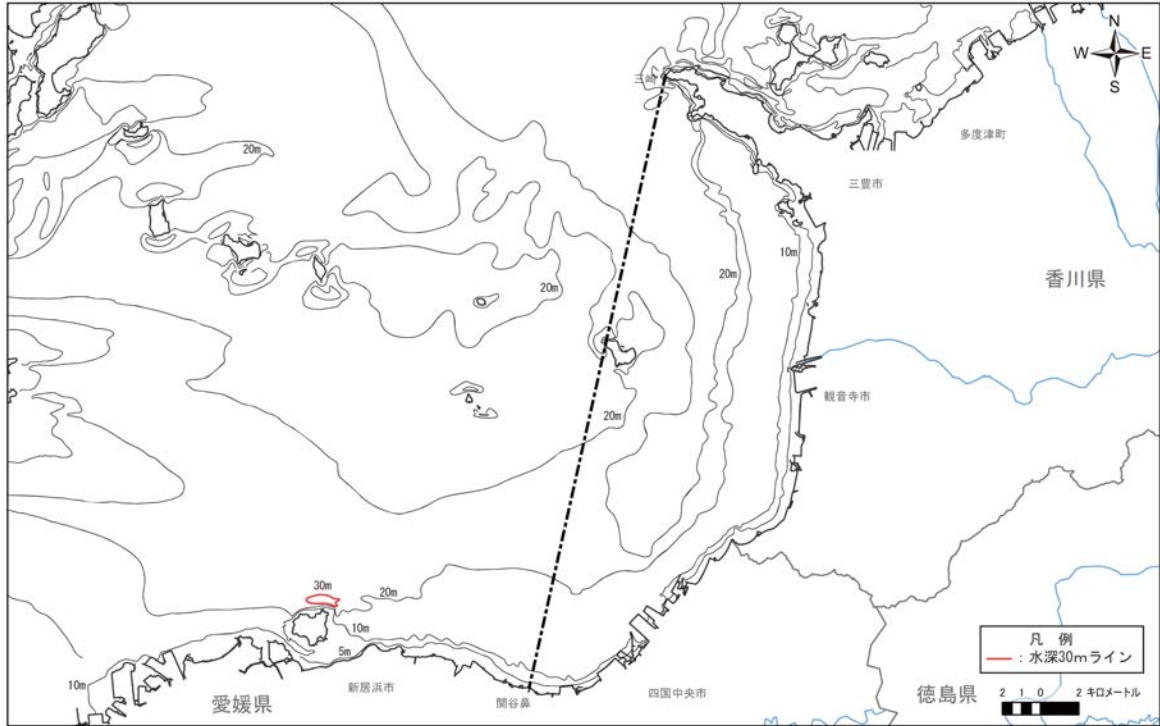 N
W E
S
三崎
多度津町
20m
三豊市
10m
20m
香川県
20m
観音寺市
20m
30m
20m
10m
凡 例
5m
:水深30mライン
10m
新居浜市
愛媛県
関谷鼻
四国中央市
徳島県
2 1 0 2 キロメートル